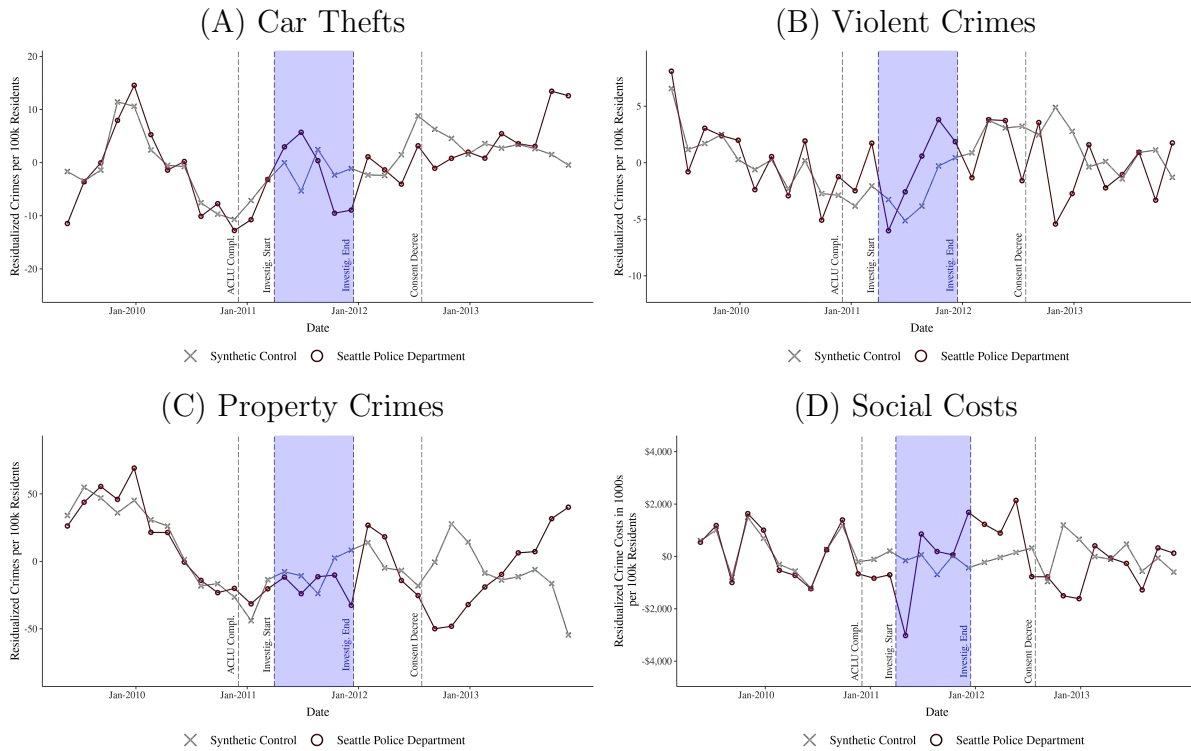 (A) Car Thefts
Residualized Crimes per 100k Residents
20
10
0
-10
-20
ACLU Compl.
Investig. Start
Investig. End
Consent Decree
Jan-2010
Jan-2011
Jan-2012
Jan-2013
Date
Synthetic Control
Seattle Police Department
(B) Violent Crimes
Residualized Crimes per 100k Residents
5
0
-5
-10
ACLU Compl.
Investig. Start
Investig. End
Consent Decree
Jan-2010
Jan-2011
Jan-2012
Jan-2013
Date
Synthetic Control
Seattle Police Department
(C) Property Crimes
Residualized Crimes per 100k Residents
50
0
-50
ACLU Compl.
Investig. Start
Investig. End
Consent Decree
Jan-2010
Jan-2011
Jan-2012
Jan-2013
Date
Synthetic Control
Seattle Police Department
(D) Social Costs
Residualized Crime Costs in 1000s
per 100k Residents
$4,000
$2,000
$0
-$2,000
-$4,000
ACLU Compl.
Investig. Start
Investig. End
Consent Decree
Jan-2010
Jan-2011
Jan-2012
Jan-2013
Date
Synthetic Control
Seattle Police Department